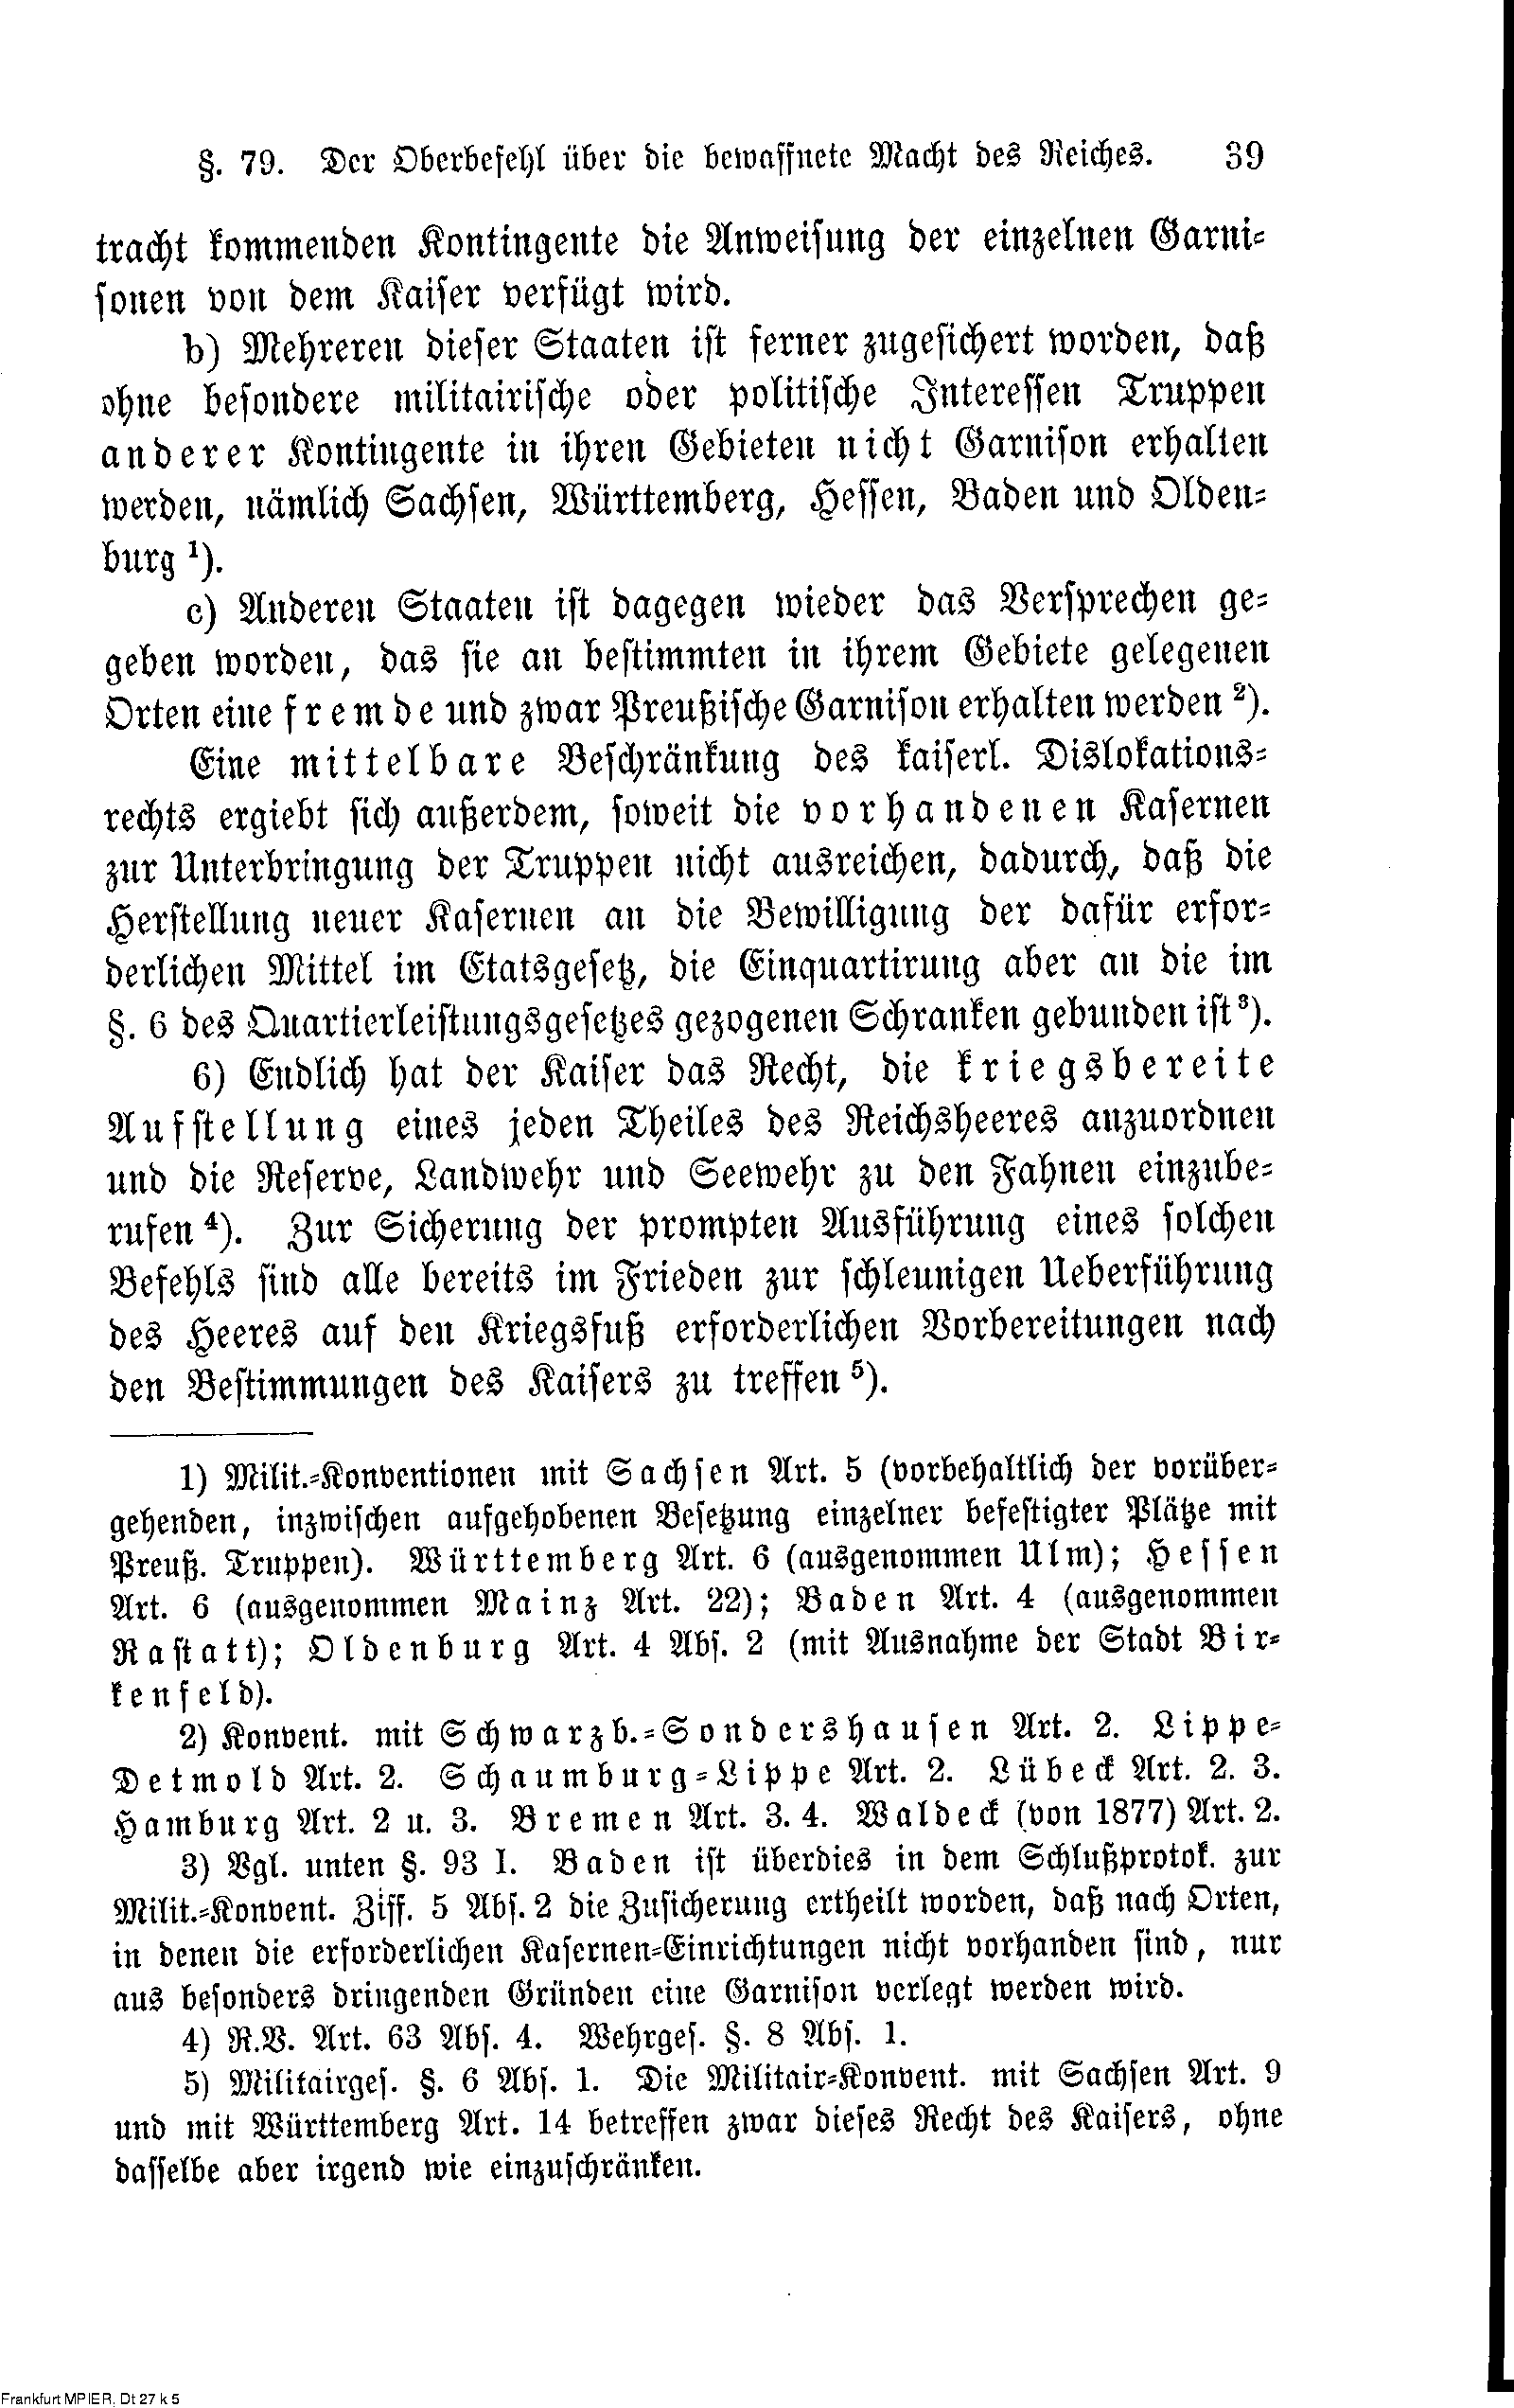 §. 79. Der Oberbefehl über die bewaffnete Macht des Reiches. 39
tracht kommenden Kontingente die Anweisung der einzelnen Garni-
sonen von dem Kaiser verfügt wird.
b) Mehreren dieser Staaten ist ferner zugesichert worden, daß
ohne besondere militairische oder politische Interessen Truppen
anderer Kontingente in ihren Gebieten nicht Garnison erhalten
werden, nämlich Sachsen, Württemberg, Hessen, Baden und Olden-
burg ¹).
c) Anderen Staaten ist dagegen wieder das Versprechen ge-
geben worden, das sie an bestimmten in ihrem Gebiete gelegenen
Orten eine fremde und zwar Preußische Garnison erhalten werden ²).
Eine mittelbare Beschränkung des kaiserl. Dislokations-
rechts ergiebt sich außerdem, soweit die vorhandenen Kasernen
zur Unterbringung der Truppen nicht ausreichen, dadurch, daß die
Herstellung neuer Kasernen an die Bewilligung der dafür erfor-
derlichen Mittel im Etatsgesetz, die Einquartirung aber an die im
§. 6 des Quartierleistungsgesetzes gezogenen Schranken gebunden ist ³).
6) Endlich hat der Kaiser das Recht, die kriegsbereite
Aufstellung eines jeden Theiles des Reichsheeres anzuordnen
und die Reserve, Landwehr und Seewehr zu den Fahnen einzube-
rufen ⁴). Zur Sicherung der prompten Ausführung eines solchen
Befehls sind alle bereits im Frieden zur schleunigen Ueberführung
des Heeres auf den Kriegsfuß erforderlichen Vorbereitungen nach
den Bestimmungen des Kaisers zu treffen ⁵).
1) Milit.-Konventionen mit Sachsen Art. 5 (vorbehaltlich der vorüber-
gehenden, inzwischen aufgehobenen Besetzung einzelner befestigter Plätze mit
Preuß. Truppen). Württemberg Art. 6 (ausgenommen Ulm); Hessen
Art. 6 (ausgenommen Mainz Art. 22); Baden Art. 4 (ausgenommen
Rastatt); Oldenburg Art. 4 Abs. 2 (mit Ausnahme der Stadt Bir-
kenfeld).
2) Konvent. mit Schwarzb.-Sondershausen Art. 2. Lippe-
Detmold Art. 2. Schaumburg-Lippe Art. 2. Lübeck Art. 2. 3.
Hamburg Art. 2 u. 3. Bremen Art. 3. 4. Waldeck (von 1877) Art. 2.
3) Vgl. unten §. 93 I. Baden ist überdies in dem Schlußprotok. zur
Milit.-Konvent. Ziff. 5 Abs. 2 die Zusicherung ertheilt worden, daß nach Orten,
in denen die erforderlichen Kasernen-Einrichtungen nicht vorhanden sind, nur
aus besonders dringenden Gründen eine Garnison verlegt werden wird.
4) R.V. Art. 63 Abs. 4. Wehrges. §. 8 Abs. 1.
5) Militairges. §. 6 Abs. 1. Die Militair-Konvent. mit Sachsen Art. 9
und mit Württemberg Art. 14 betreffen zwar dieses Recht des Kaisers, ohne
dasselbe aber irgend wie einzuschränken.
Frankfurt MPIER, Dt 27 k 5